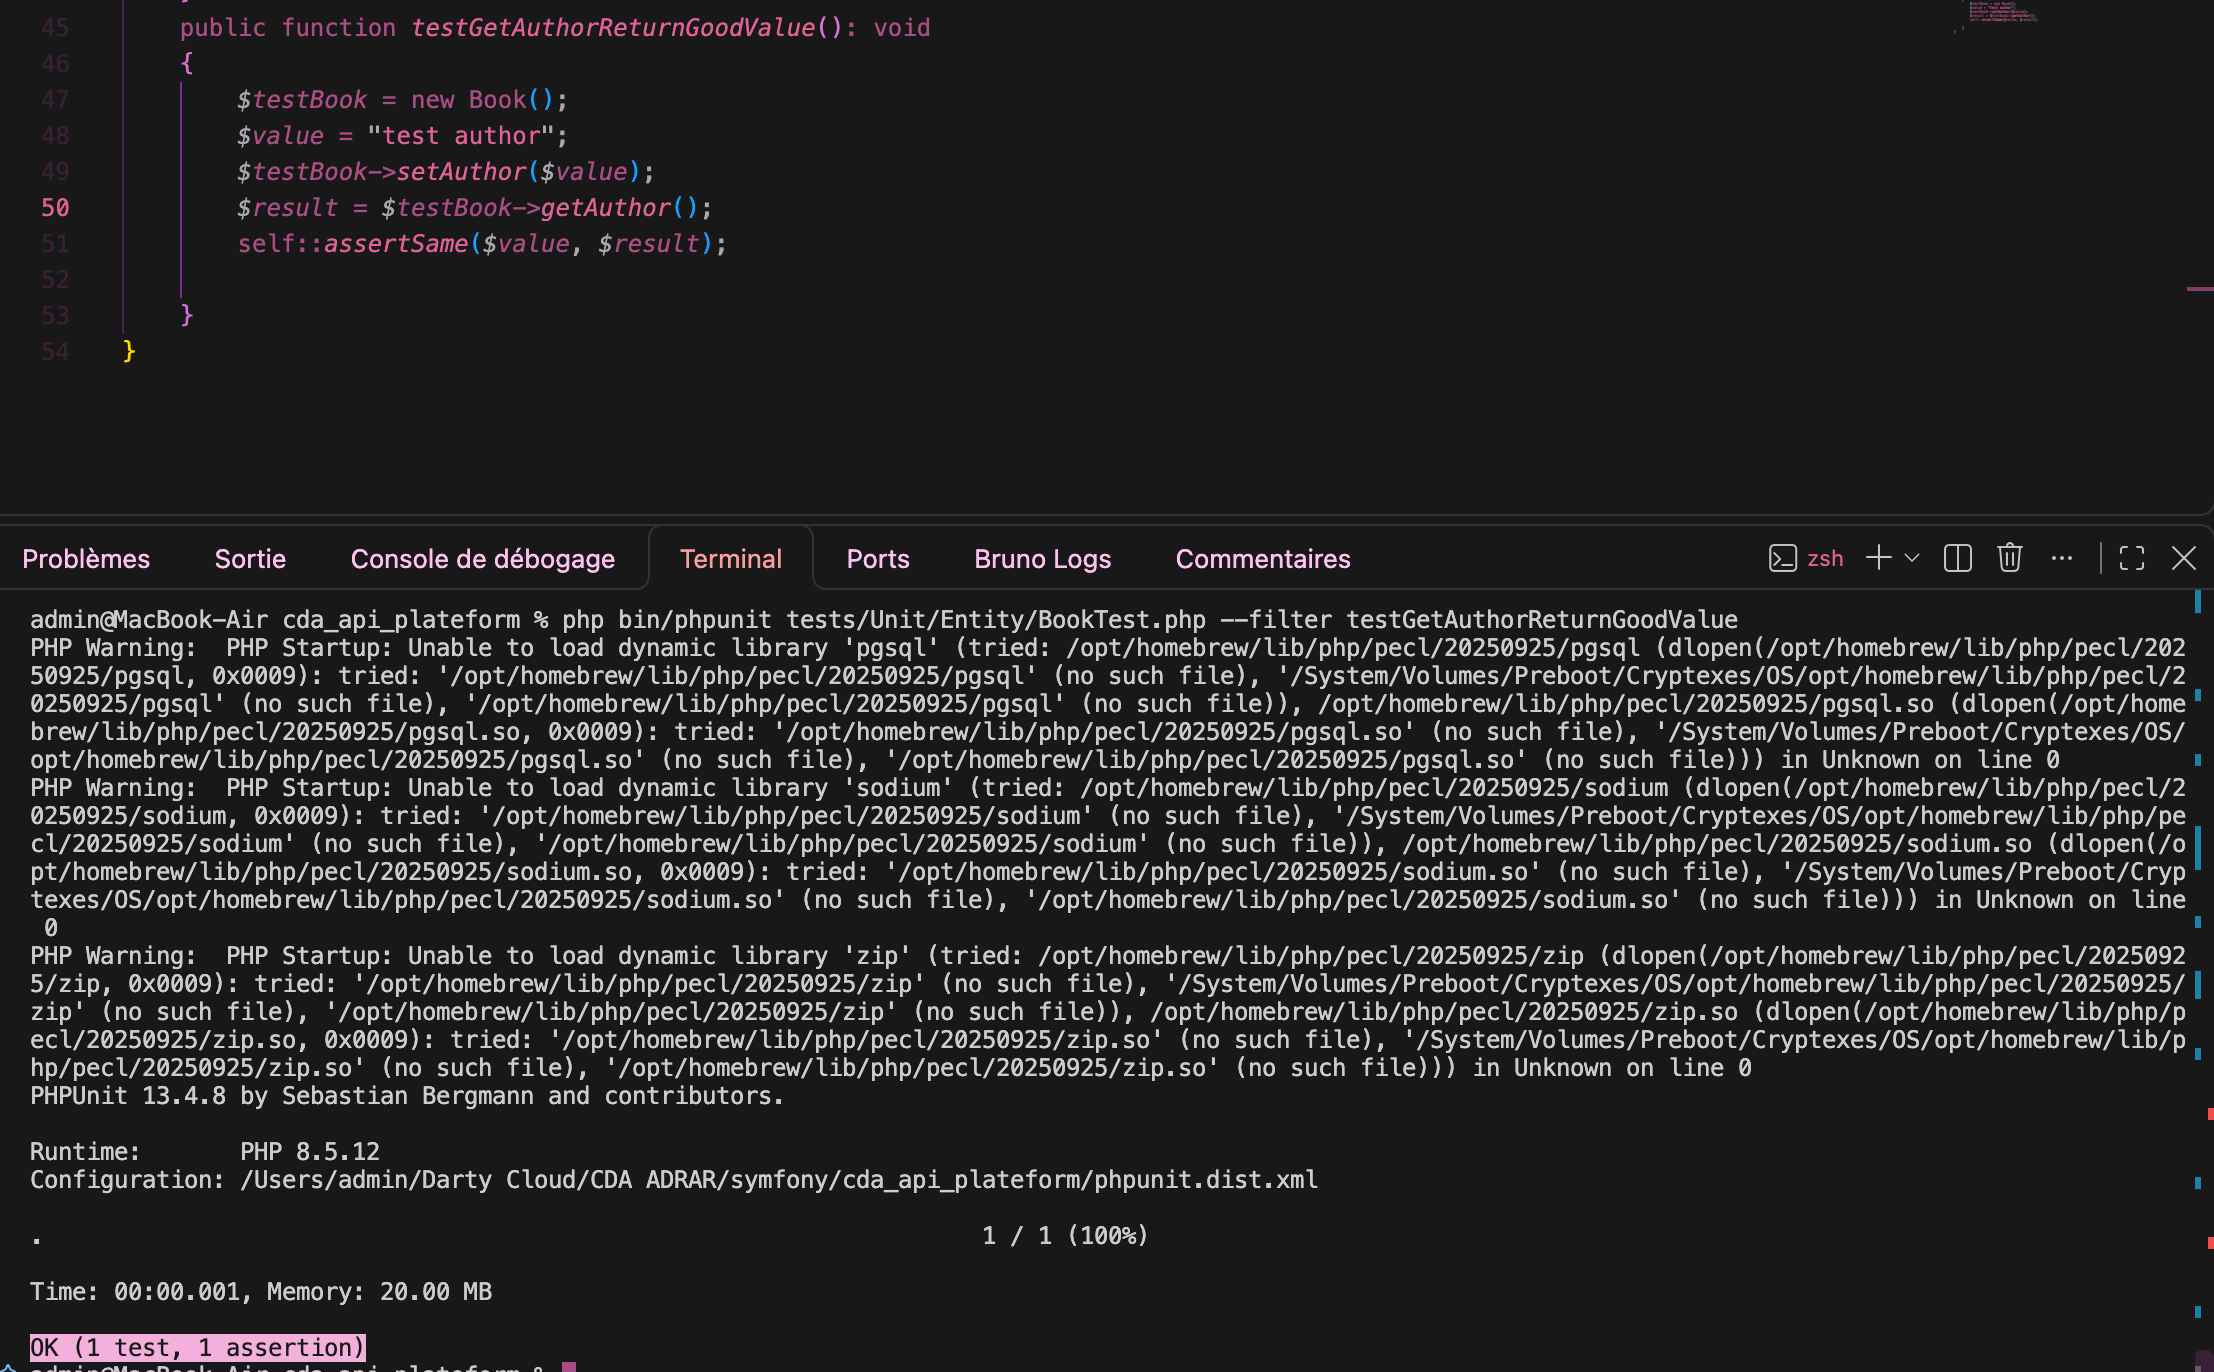 45 public function testGetAuthorReturnGoodValue(): void
46 {
47 $testBook = new Book();
48 $value = "test author";
49 $testBook->setAuthor($value);
50 $result = $testBook->getAuthor();
51 self::assertSame($value, $result);
52
53 }
54 }
Problèmes Sortie Console de débogage Terminal Ports Bruno Logs Commentaires zsh
admin@MacBook-Air cda_api_plateform % php bin/phpunit tests/Unit/Entity/BookTest.php --filter testGetAuthorReturnGoodValue
PHP Warning:  PHP Startup: Unable to load dynamic library 'pgsql' (tried: /opt/homebrew/lib/php/pecl/20250925/pgsql (dlopen(/opt/homebrew/lib/php/pecl/202
50925/pgsql, 0x0009): tried: '/opt/homebrew/lib/php/pecl/20250925/pgsql' (no such file), '/System/Volumes/Preboot/Cryptexes/OS/opt/homebrew/lib/php/pecl/2
0250925/pgsql' (no such file), '/opt/homebrew/lib/php/pecl/20250925/pgsql' (no such file)), /opt/homebrew/lib/php/pecl/20250925/pgsql.so (dlopen(/opt/home
brew/lib/php/pecl/20250925/pgsql.so, 0x0009): tried: '/opt/homebrew/lib/php/pecl/20250925/pgsql.so' (no such file), '/System/Volumes/Preboot/Cryptexes/OS/
opt/homebrew/lib/php/pecl/20250925/pgsql.so' (no such file), '/opt/homebrew/lib/php/pecl/20250925/pgsql.so' (no such file))) in Unknown on line 0
PHP Warning:  PHP Startup: Unable to load dynamic library 'sodium' (tried: /opt/homebrew/lib/php/pecl/20250925/sodium (dlopen(/opt/homebrew/lib/php/pecl/2
0250925/sodium, 0x0009): tried: '/opt/homebrew/lib/php/pecl/20250925/sodium' (no such file), '/System/Volumes/Preboot/Cryptexes/OS/opt/homebrew/lib/php/pe
cl/20250925/sodium' (no such file), '/opt/homebrew/lib/php/pecl/20250925/sodium' (no such file)), /opt/homebrew/lib/php/pecl/20250925/sodium.so (dlopen(/o
pt/homebrew/lib/php/pecl/20250925/sodium.so, 0x0009): tried: '/opt/homebrew/lib/php/pecl/20250925/sodium.so' (no such file), '/System/Volumes/Preboot/Cryp
texes/OS/opt/homebrew/lib/php/pecl/20250925/sodium.so' (no such file), '/opt/homebrew/lib/php/pecl/20250925/sodium.so' (no such file))) in Unknown on line
0
PHP Warning:  PHP Startup: Unable to load dynamic library 'zip' (tried: /opt/homebrew/lib/php/pecl/20250925/zip (dlopen(/opt/homebrew/lib/php/pecl/2025092
5/zip, 0x0009): tried: '/opt/homebrew/lib/php/pecl/20250925/zip' (no such file), '/System/Volumes/Preboot/Cryptexes/OS/opt/homebrew/lib/php/pecl/20250925/
zip' (no such file), '/opt/homebrew/lib/php/pecl/20250925/zip' (no such file)), /opt/homebrew/lib/php/pecl/20250925/zip.so (dlopen(/opt/homebrew/lib/php/p
ecl/20250925/zip.so, 0x0009): tried: '/opt/homebrew/lib/php/pecl/20250925/zip.so' (no such file), '/System/Volumes/Preboot/Cryptexes/OS/opt/homebrew/lib/p
hp/pecl/20250925/zip.so' (no such file), '/opt/homebrew/lib/php/pecl/20250925/zip.so' (no such file))) in Unknown on line 0
PHPUnit 13.4.8 by Sebastian Bergmann and contributors.
Runtime:       PHP 8.5.12
Configuration: /Users/admin/Darty Cloud/CDA ADRAR/symfony/cda_api_plateform/phpunit.dist.xml
. 1 / 1 (100%)
Time: 00:00.001, Memory: 20.00 MB
OK (1 test, 1 assertion)
admin@MacBook-Air cda_api_plateform %